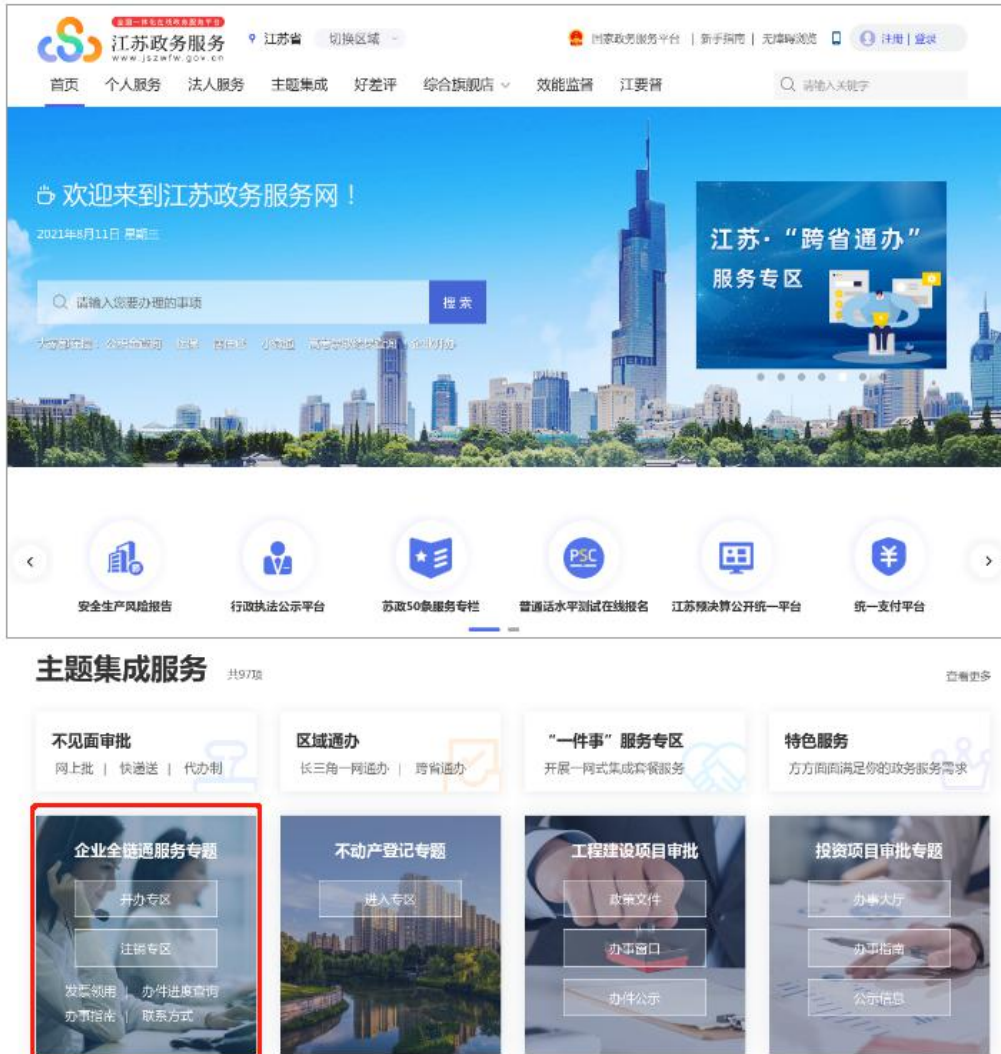 全国一体化在线政务服务平台
江苏政务服务
www.jszwfw.gov.cn
江苏省 切换区域
国家政务服务平台 | 新手指南 | 无障碍浏览 注册 | 登录
首页 个人服务 法人服务 主题集成 好差评 综合旗舰店 效能监督 江要督
请输入关键字
欢迎来到江苏政务服务网！
2021年8月11日 星期三
请输入您要办理的事项
搜索
江苏·“跨省通办”
服务专区
安全生产风险报告 行政执法公示平台 苏政50条服务专栏 PSC 普通话水平测试在线报名 江苏预决算公开统一平台 统一支付平台
主题集成服务 共97项 查看更多
不见面审批 区域通办 “一件事”服务专区 特色服务
网上批 | 快递送 | 代办制 长三角一网通办 | 跨省通办 开展一网式集成套餐服务 方方面面满足你的政务服务需求
企业全链通服务专题 不动产登记专题 工程建设项目审批 投资项目审批专题
开办专区 进入专区 政策文件 办事大厅
注销专区 办事窗口 办事指南
发票领用 | 办件进度查询 办件公示 公示信息
办事指南 | 联系方式